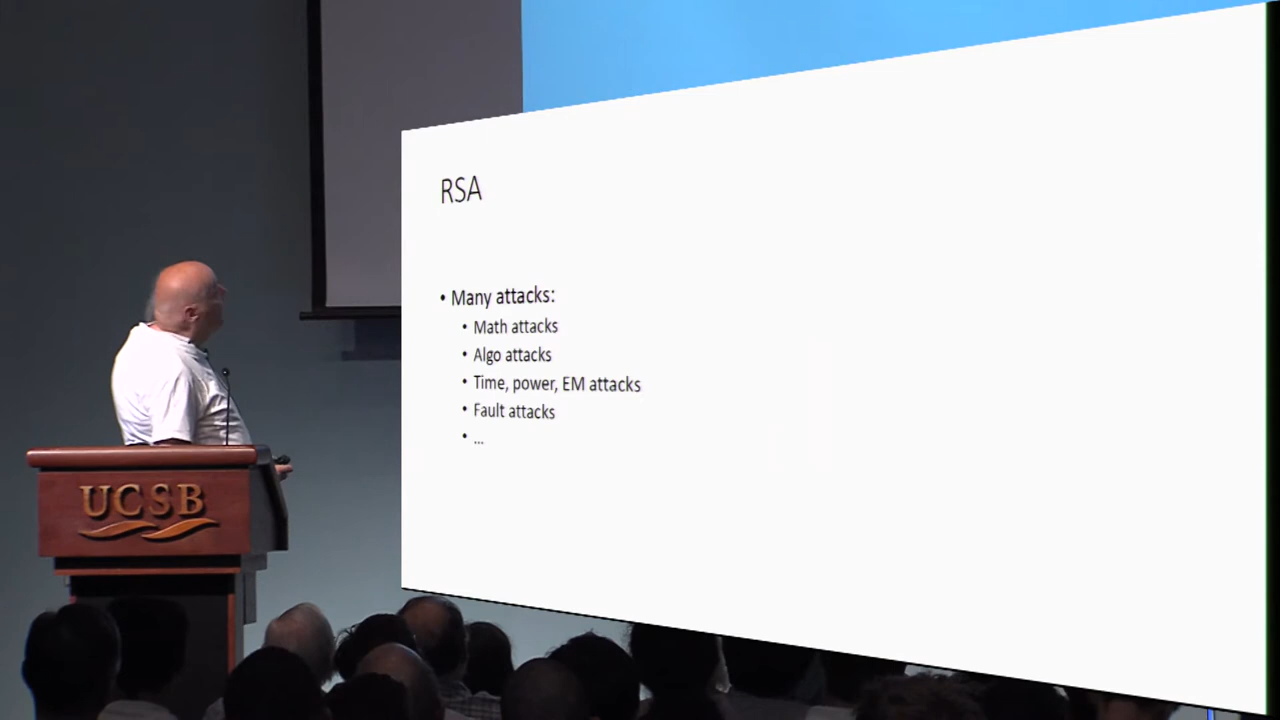 RSA
• Many attacks:
• Math attacks
• Algo attacks
• Time, power, EM attacks
• Fault attacks
• ...
UCSB